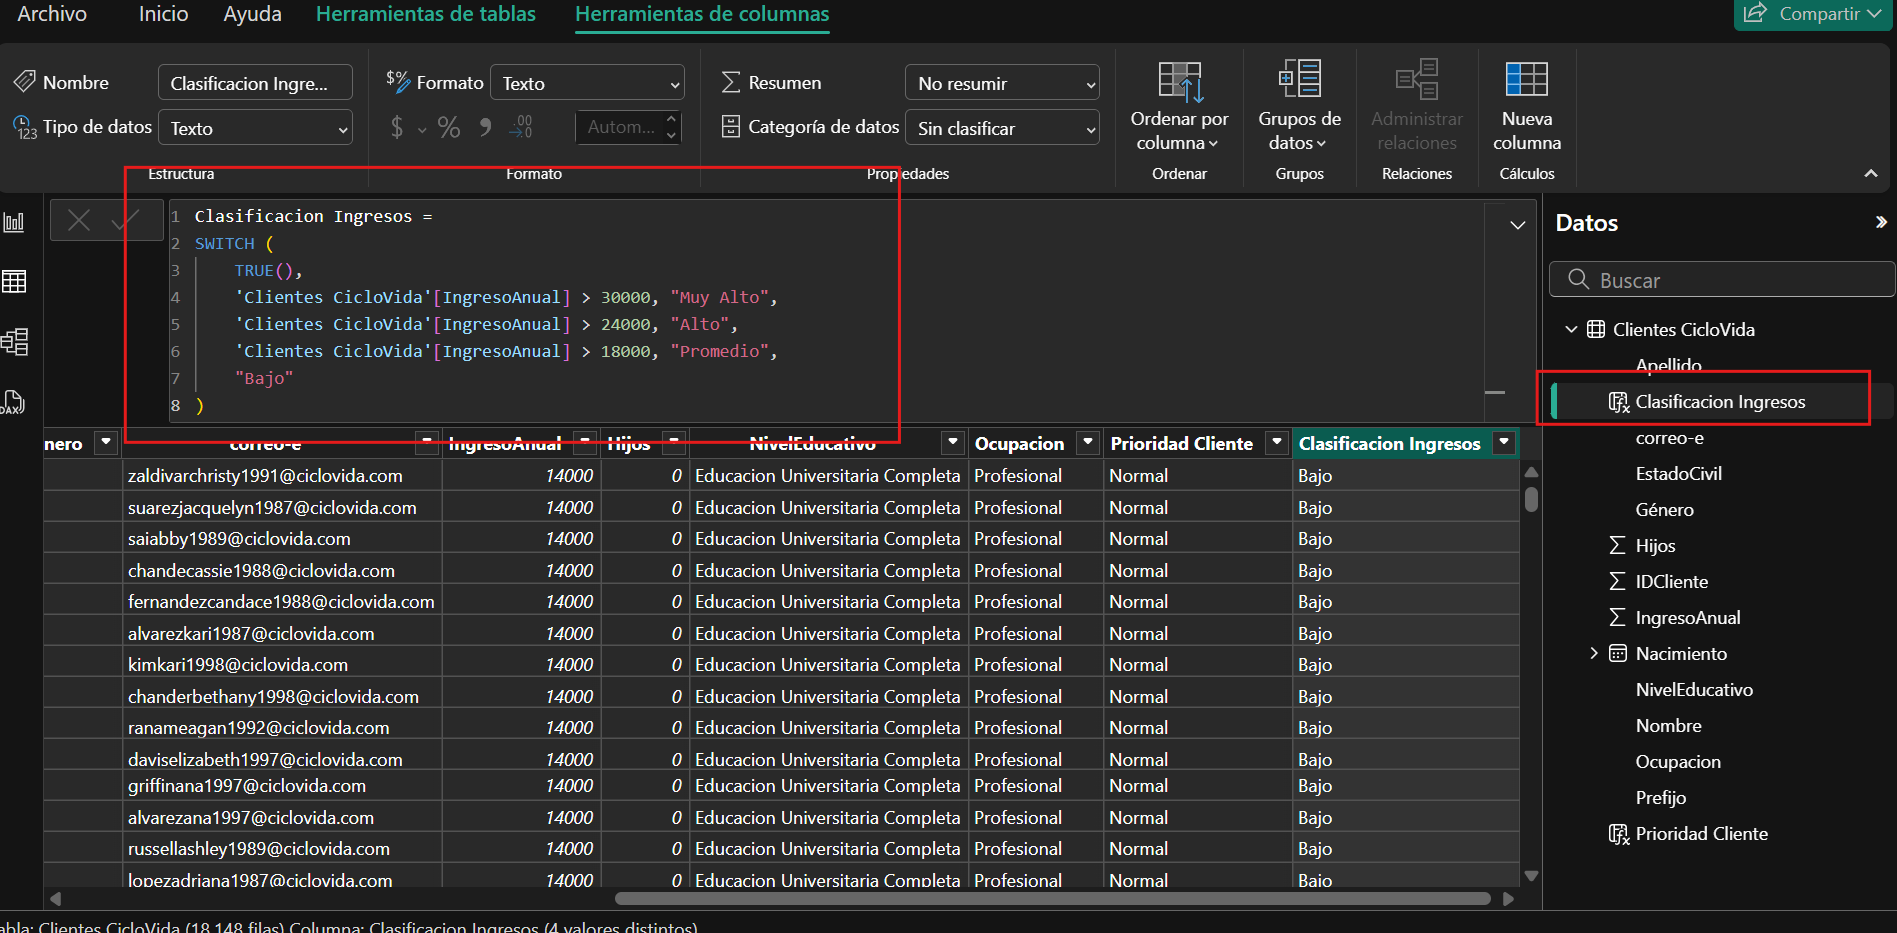 Archivo Inicio Ayuda Herramientas de tablas Herramientas de columnas Compartir
Nombre Clasificacion Ingre... $% Formato Texto Resumen No resumir
Tipo de datos Texto $ % 9 .00 Autom... Categoría de datos Sin clasificar
Ordenar por columna
Grupos de datos
Administrar relaciones
Nueva columna
Estructura Formato Propiedades Ordenar Grupos Relaciones Cálculos
1 Clasificacion Ingresos =
2 SWITCH (
3 TRUE(),
4 'Clientes CicloVida'[IngresoAnual] > 30000, "Muy Alto",
5 'Clientes CicloVida'[IngresoAnual] > 24000, "Alto",
6 'Clientes CicloVida'[IngresoAnual] > 18000, "Promedio",
7 "Bajo"
8 )
nero correo-e IngresoAnual Hijos NivelEducativo Ocupacion Prioridad Cliente Clasificacion Ingresos
zaldivarchristy1991@ciclovida.com 14000 0 Educacion Universitaria Completa Profesional Normal Bajo
suarezjacquelyn1987@ciclovida.com 14000 0 Educacion Universitaria Completa Profesional Normal Bajo
saiabby1989@ciclovida.com 14000 0 Educacion Universitaria Completa Profesional Normal Bajo
chandecassie1988@ciclovida.com 14000 0 Educacion Universitaria Completa Profesional Normal Bajo
fernandezcandace1988@ciclovida.com 14000 0 Educacion Universitaria Completa Profesional Normal Bajo
alvarezkari1987@ciclovida.com 14000 0 Educacion Universitaria Completa Profesional Normal Bajo
kimkari1998@ciclovida.com 14000 0 Educacion Universitaria Completa Profesional Normal Bajo
chanderbethany1998@ciclovida.com 14000 0 Educacion Universitaria Completa Profesional Normal Bajo
ranameagan1992@ciclovida.com 14000 0 Educacion Universitaria Completa Profesional Normal Bajo
daviselizabeth1997@ciclovida.com 14000 0 Educacion Universitaria Completa Profesional Normal Bajo
griffinana1997@ciclovida.com 14000 0 Educacion Universitaria Completa Profesional Normal Bajo
alvarezana1997@ciclovida.com 14000 0 Educacion Universitaria Completa Profesional Normal Bajo
russellashley1989@ciclovida.com 14000 0 Educacion Universitaria Completa Profesional Normal Bajo
lopezadriana1987@ciclovida.com 14000 0 Educacion Universitaria Completa Profesional Normal Bajo
Datos
Buscar
Clientes CicloVida
Apellido
Clasificacion Ingresos
correo-e
EstadoCivil
Género
Hijos
IDCliente
IngresoAnual
Nacimiento
NivelEducativo
Nombre
Ocupacion
Prefijo
Prioridad Cliente
abla: Clientes CicloVida (18.148 filas) Columna: Clasificacion Ingresos (4 valores distintos)